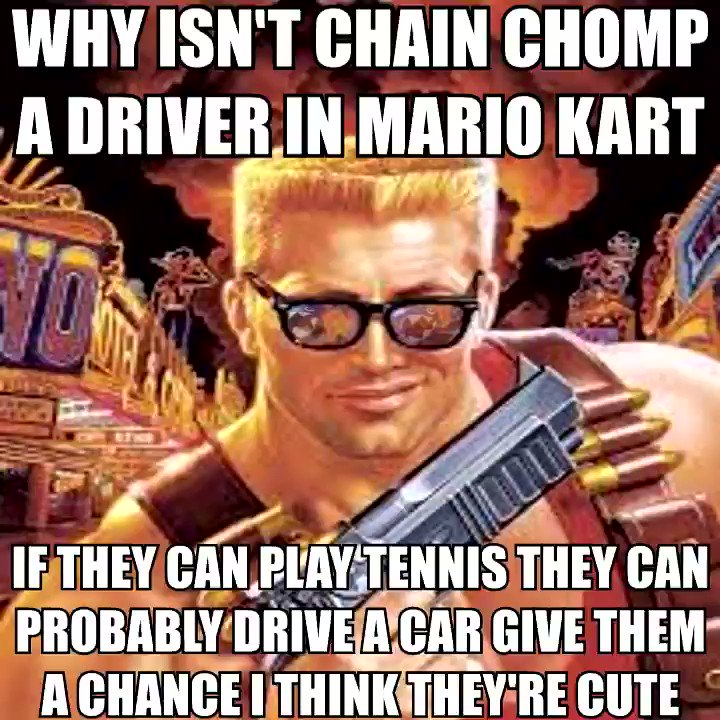 WHY ISN'T CHAIN CHOMP
A DRIVER IN MARIO KART
NO
IF THEY CAN PLAY TENNIS THEY CAN
PROBABLY DRIVE A CAR GIVE THEM
A CHANCE I THINK THEY'RE CUTE